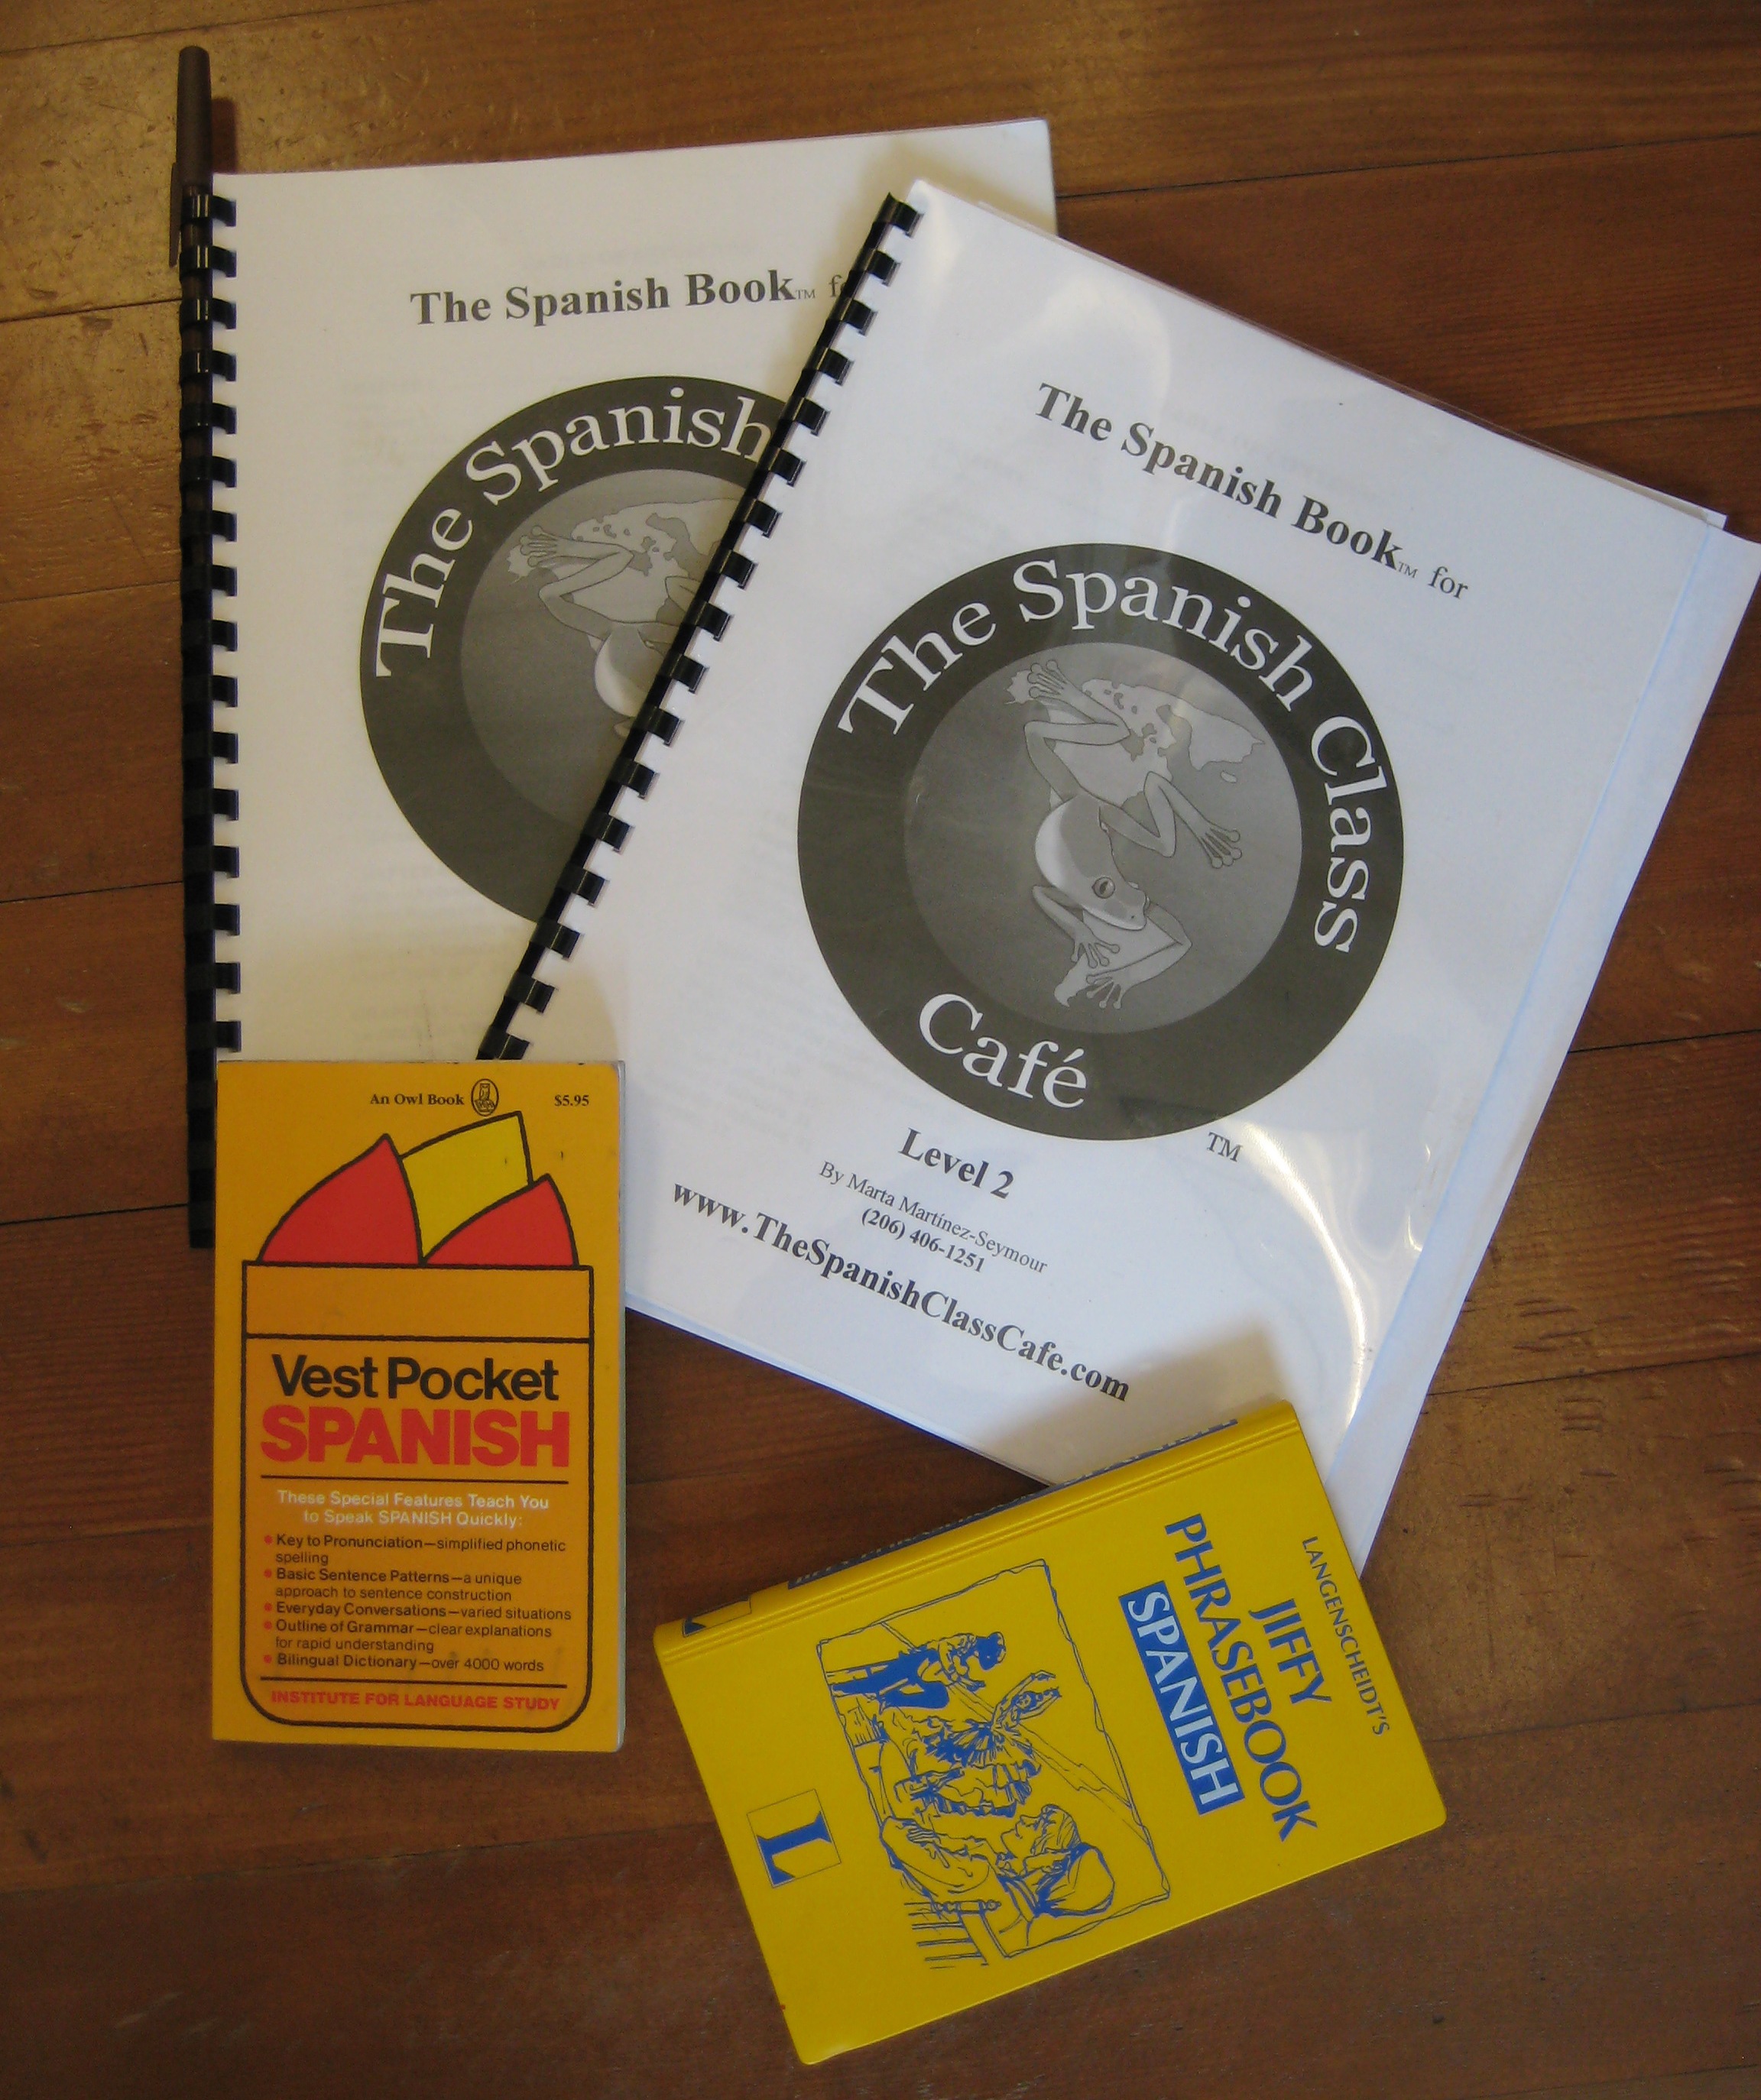 The Spanish Book™
The Spanish
The Spanish Book™ for
The Spanish Class
Café
TM
Level 2
By Marta Martínez-Seymour
(206) 406-1251
www.TheSpanishClassCafe.com
An Owl Book
$5.95
Vest Pocket
SPANISH
These Special Features Teach You
to Speak SPANISH Quickly:
• Key to Pronunciation—simplified phonetic
spelling
• Basic Sentence Patterns—a unique
approach to sentence construction
• Everyday Conversations—varied situations
• Outline of Grammar—clear explanations
for rapid understanding
• Bilingual Dictionary—over 4000 words
INSTITUTE FOR LANGUAGE STUDY
LANGENSCHEIDT'S
JIFFY
PHRASEBOOK
SPANISH
L